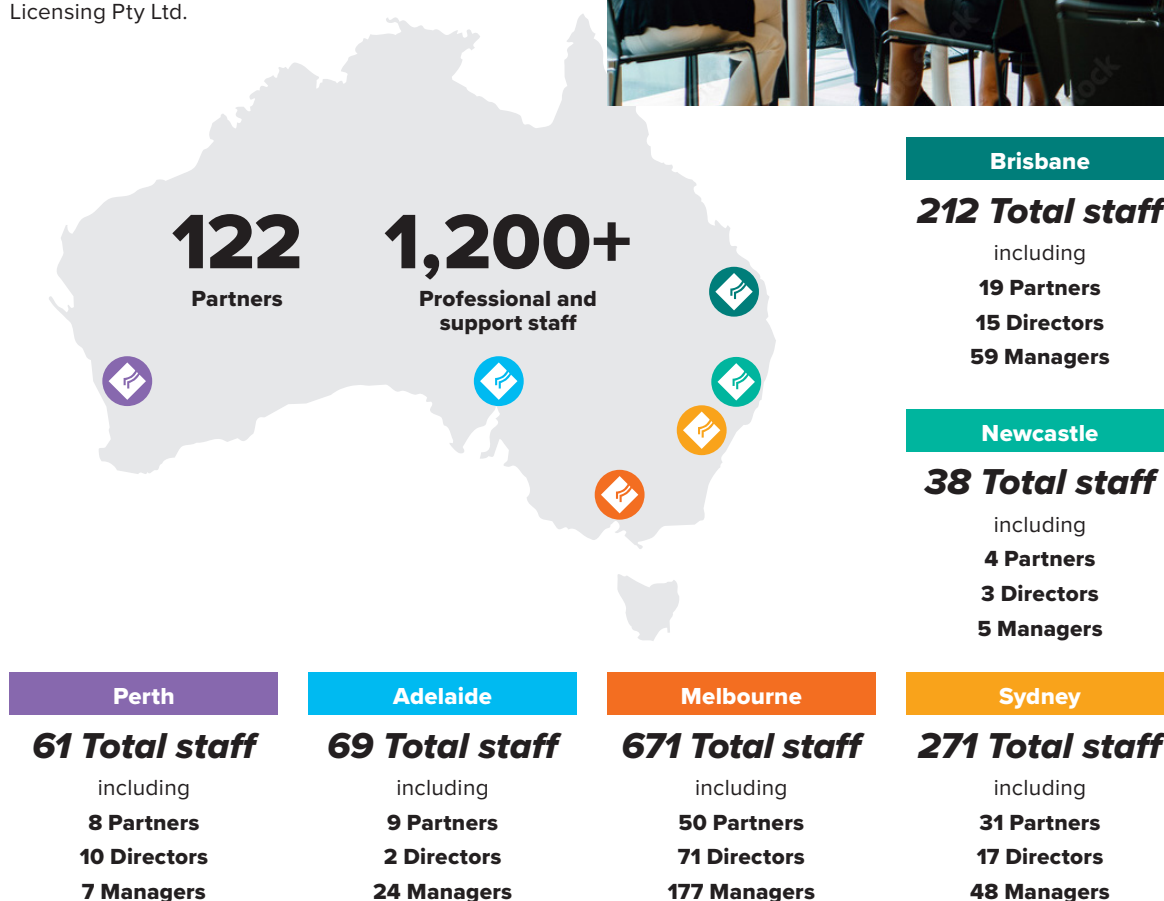 Licensing Pty Ltd.
122
Partners
1,200+
Professional and
support staff
Brisbane
212 Total staff
including
19 Partners
15 Directors
59 Managers
Newcastle
38 Total staff
including
4 Partners
3 Directors
5 Managers
Perth
61 Total staff
including
8 Partners
10 Directors
7 Managers
Adelaide
69 Total staff
including
9 Partners
2 Directors
24 Managers
Melbourne
671 Total staff
including
50 Partners
71 Directors
177 Managers
Sydney
271 Total staff
including
31 Partners
17 Directors
48 Managers